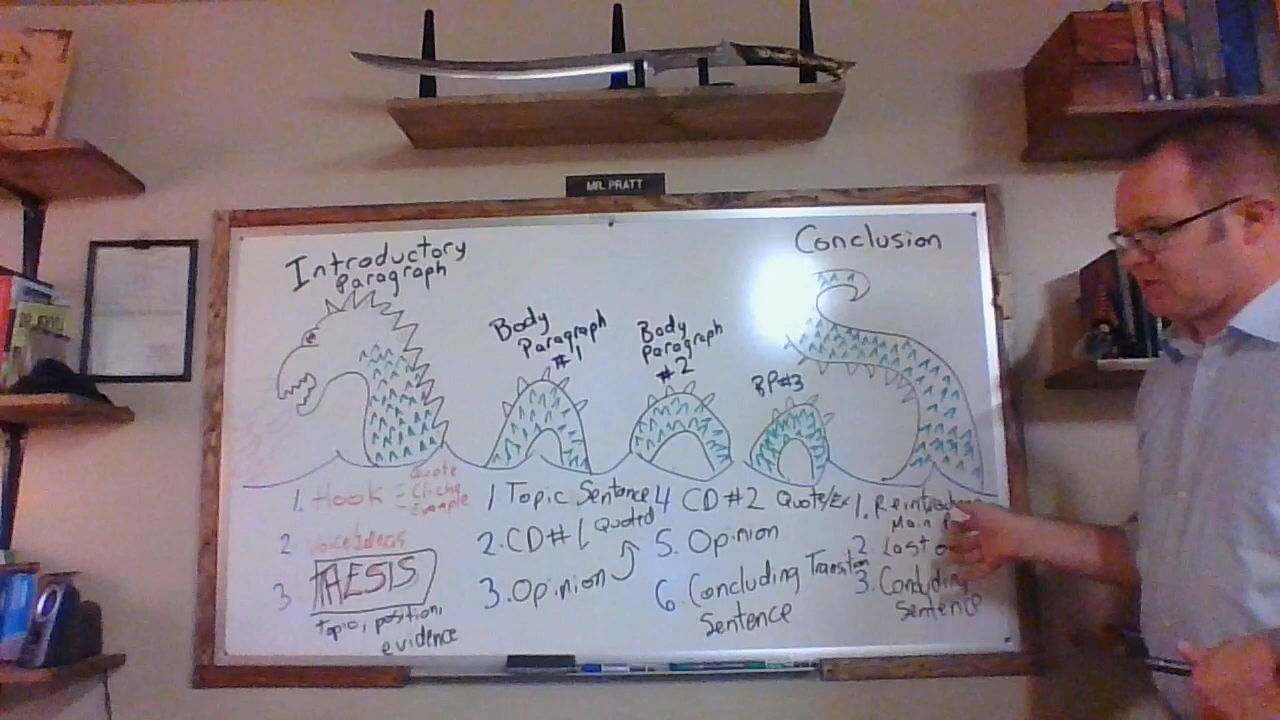 MR. PRATT
Introductory
Paragraph
Body
Paragraph
#1
Body
Paragraph
#2
BP#3
Conclusion
1. Hook = Quote
- Cliche
- Example
2 Voice Ideas
3 THESIS
Topic, position,
evidence
1 Topic Sentence
2. CD#1 Quoted
3. Opinion
4 CD #2 Quote/Ex
5. Opinion
6. Concluding Transition
Sentence
1.
Main
2. Last
3. Concluding
Sentence